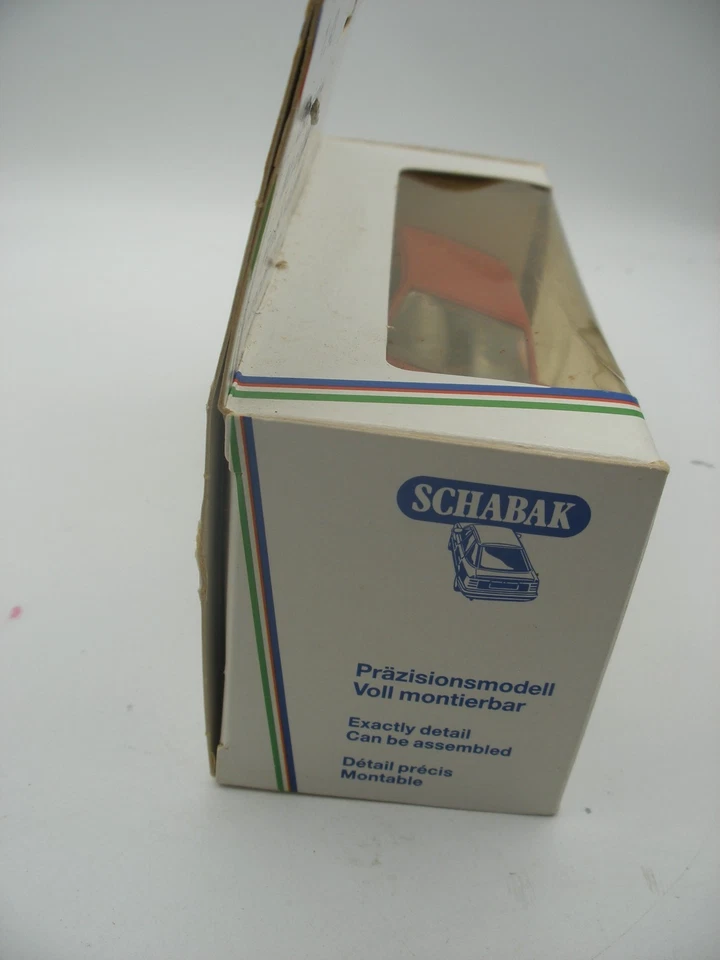 SCHABAK
Präzisionsmodell
Voll montierbar
Exactly detail
Can be assembled
Détail précis
Montable